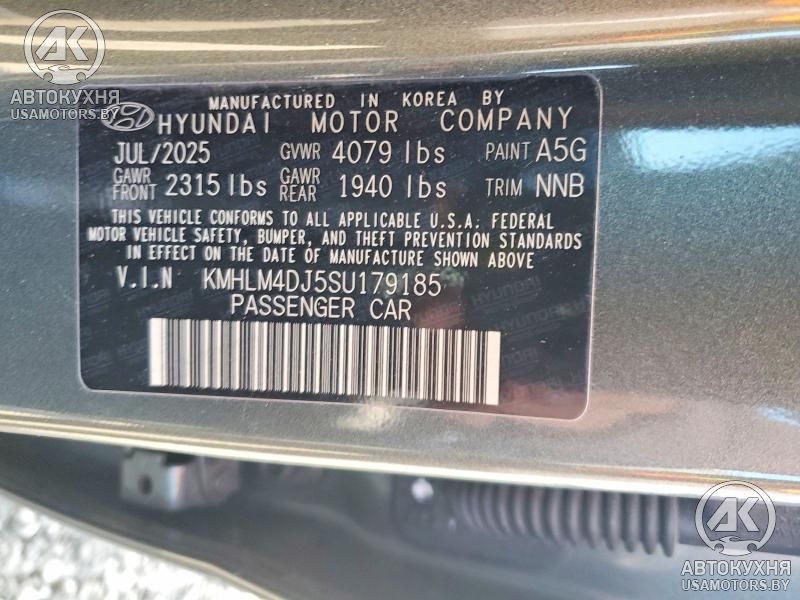 AK
АВТОКУХНЯ
USAMOTORS.BY
MANUFACTURED IN KOREA BY
HYUNDAI MOTOR COMPANY
JUL/2025 GVWR 4079 lbs PAINT A5G
GAWR FRONT 2315 lbs GAWR REAR 1940 lbs TRIM NNB
THIS VEHICLE CONFORMS TO ALL APPLICABLE U.S.A. FEDERAL
MOTOR VEHICLE SAFETY, BUMPER, AND THEFT PREVENTION STANDARDS
IN EFFECT ON THE DATE OF MANUFACTURE SHOWN ABOVE.
V.I.N KMHLM4DJ5SU179185
PASSENGER CAR
AK
АВТОКУХНЯ
USAMOTORS.BY